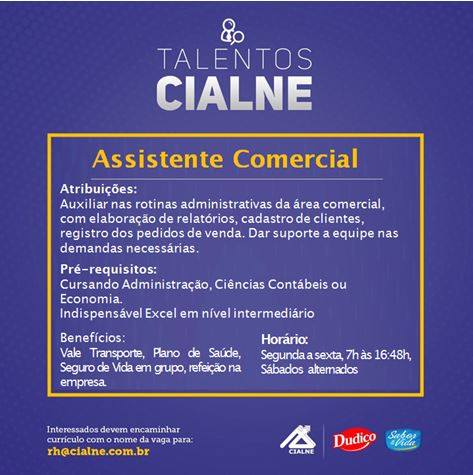 TALENTOS
CIALNE
Assistente Comercial
Atribuições:
Auxiliar nas rotinas administrativas da área comercial,
com elaboração de relatórios, cadastro de clientes,
registro dos pedidos de venda. Dar suporte a equipe nas
demandas necessárias.
Pré-requisitos:
Cursando Administração, Ciências Contábeis ou
Economia.
Indispensável Excel em nível intermediário
Benefícios:
Vale Transporte, Plano de Saúde,
Seguro de Vida em grupo, refeição na
empresa.
Horário:
Segunda a sexta, 7h às 16:48h,
Sábados alternados
Interessados devem encaminhar
currículo com o nome da vaga para:
rh@cialne.com.br
CIALNE
Dudico
Sabor
& Vida